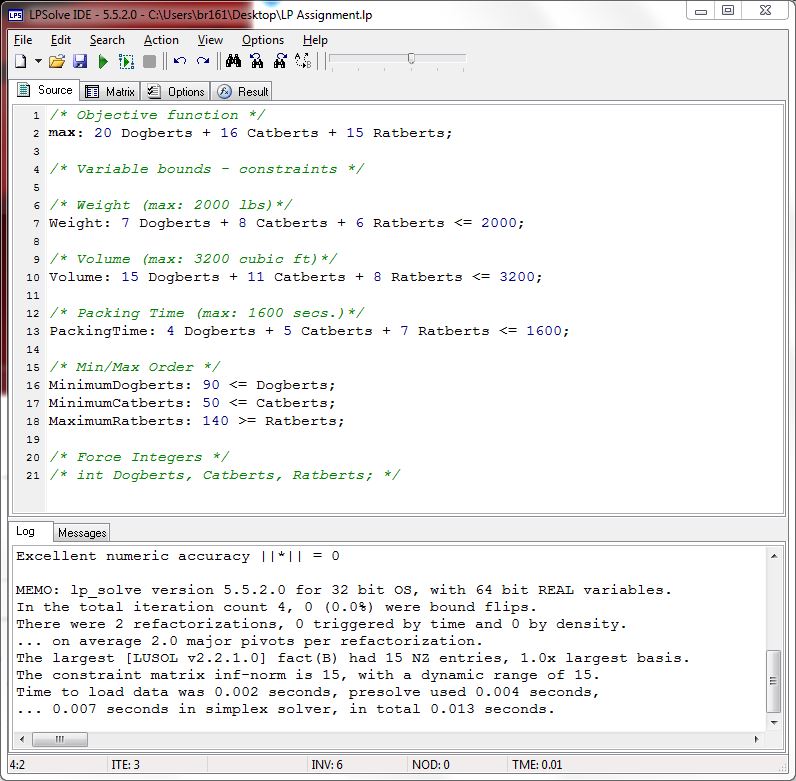 LPS LPSolve IDE - 5.5.2.0 - C:\Users\br161\Desktop\LP Assignment.lp
File Edit Search Action View Options Help
Source Matrix Options Result
1 /* Objective function */
2 max: 20 Dogberts + 16 Catberts + 15 Ratberts;
3
4 /* Variable bounds - constraints */
5
6 /* Weight (max: 2000 lbs)*/
7 Weight: 7 Dogberts + 8 Catberts + 6 Ratberts <= 2000;
8
9 /* Volume (max: 3200 cubic ft)*/
10 Volume: 15 Dogberts + 11 Catberts + 8 Ratberts <= 3200;
11
12 /* Packing Time (max: 1600 secs.)*/
13 PackingTime: 4 Dogberts + 5 Catberts + 7 Ratberts <= 1600;
14
15 /* Min/Max Order */
16 MinimumDogberts: 90 <= Dogberts;
17 MinimumCatberts: 50 <= Catberts;
18 MaximumRatberts: 140 >= Ratberts;
19
20 /* Force Integers */
21 /* int Dogberts, Catberts, Ratberts; */
Log Messages
Excellent numeric accuracy ||*|| = 0
MEMO: lp_solve version 5.5.2.0 for 32 bit OS, with 64 bit REAL variables.
In the total iteration count 4, 0 (0.0%) were bound flips.
There were 2 refactorizations, 0 triggered by time and 0 by density.
... on average 2.0 major pivots per refactorization.
The largest [LUSOL v2.2.1.0] fact(B) had 15 NZ entries, 1.0x largest basis.
The constraint matrix inf-norm is 15, with a dynamic range of 15.
Time to load data was 0.002 seconds, presolve used 0.004 seconds,
... 0.007 seconds in simplex solver, in total 0.013 seconds.
4:2 ITE: 3 INV: 6 NOD: 0 TME: 0.01